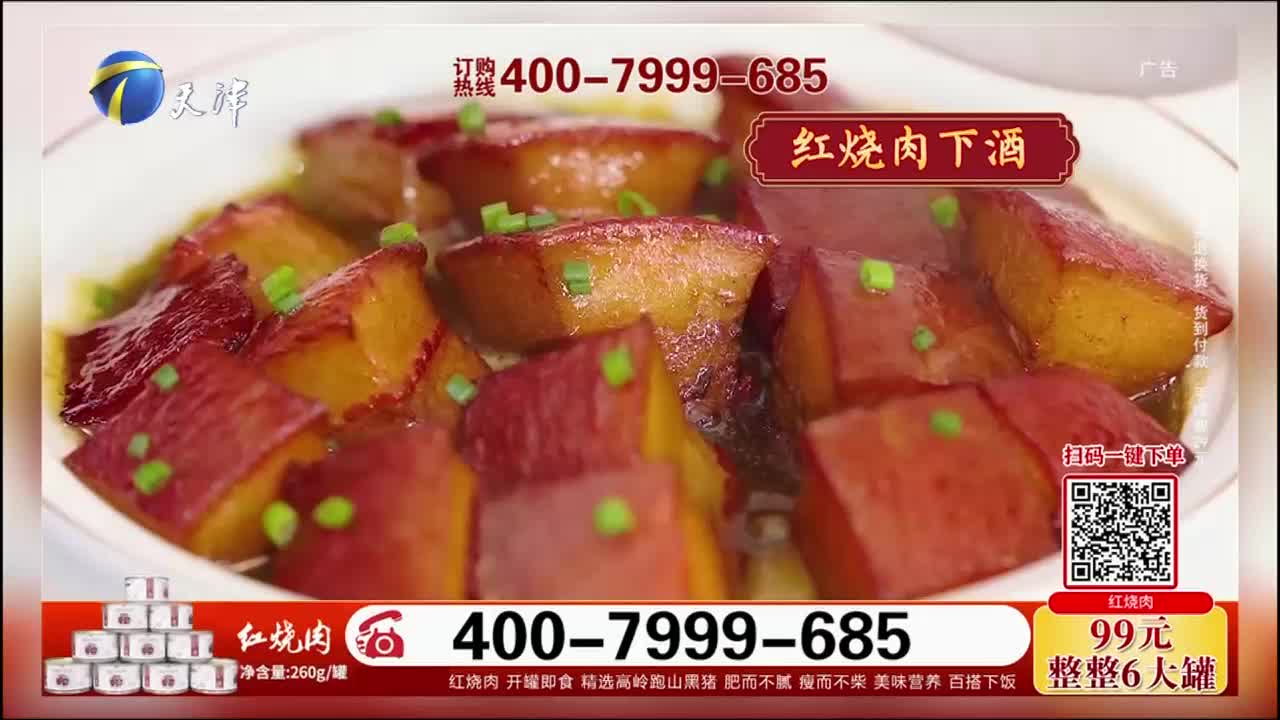 天津
订购热线 400-7999-685
广告
红烧肉下酒
退换货 货到付款
扫码一键下单
红烧肉
净含量:260g/罐
400-7999-685
红烧肉 开罐即食 精选高岭跑山黑猪 肥而不腻 瘦而不柴 美味营养 百搭下饭
红烧肉
99元
整整6大罐